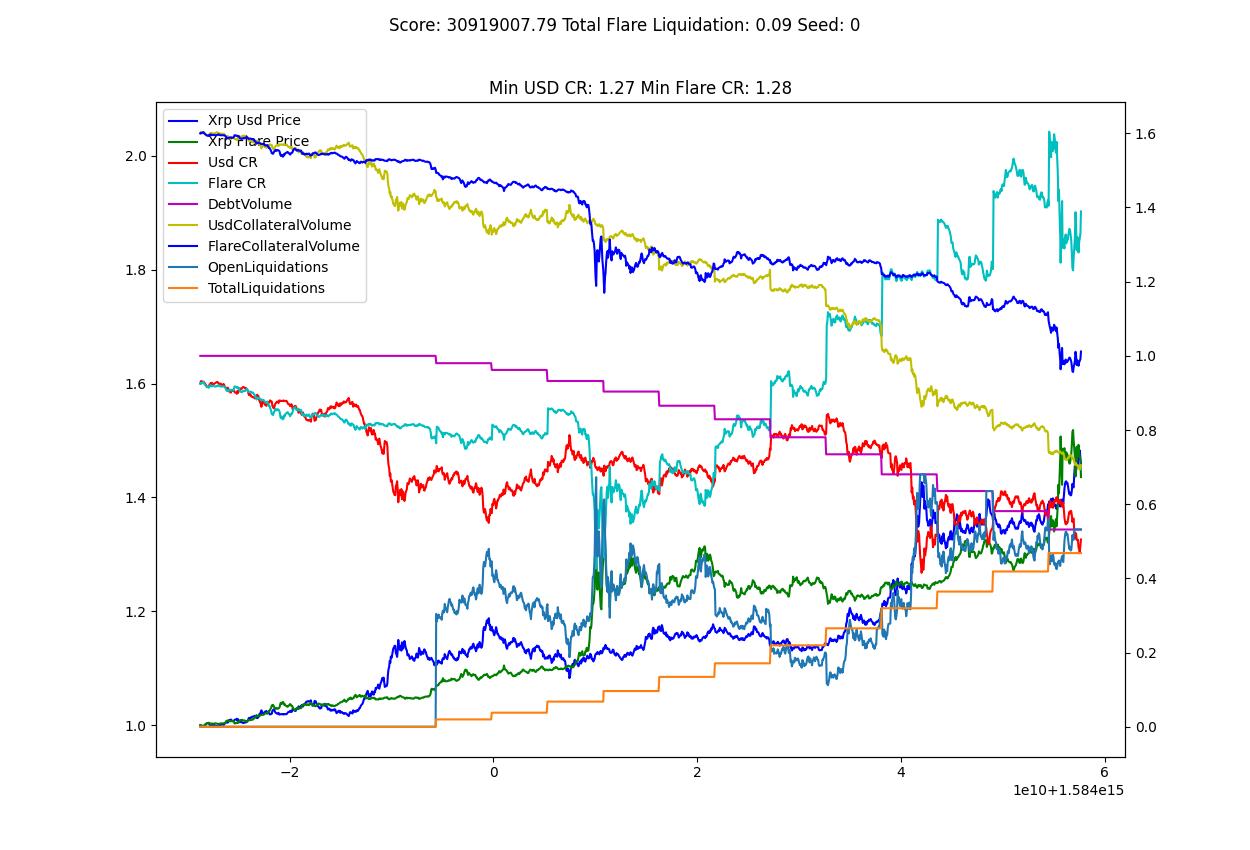 Score: 30919007.79 Total Flare Liquidation: 0.09 Seed: 0
Min USD CR: 1.27 Min Flare CR: 1.28
Xrp Usd Price
Xrp Flare Price
Usd CR
Flare CR
DebtVolume
UsdCollateralVolume
FlareCollateralVolume
OpenLiquidations
TotalLiquidations
2.0
1.8
1.6
1.4
1.2
1.0
1.6
1.4
1.2
1.0
0.8
0.6
0.4
0.2
0.0
−2 0 2 4 6
1e10+1.584e15